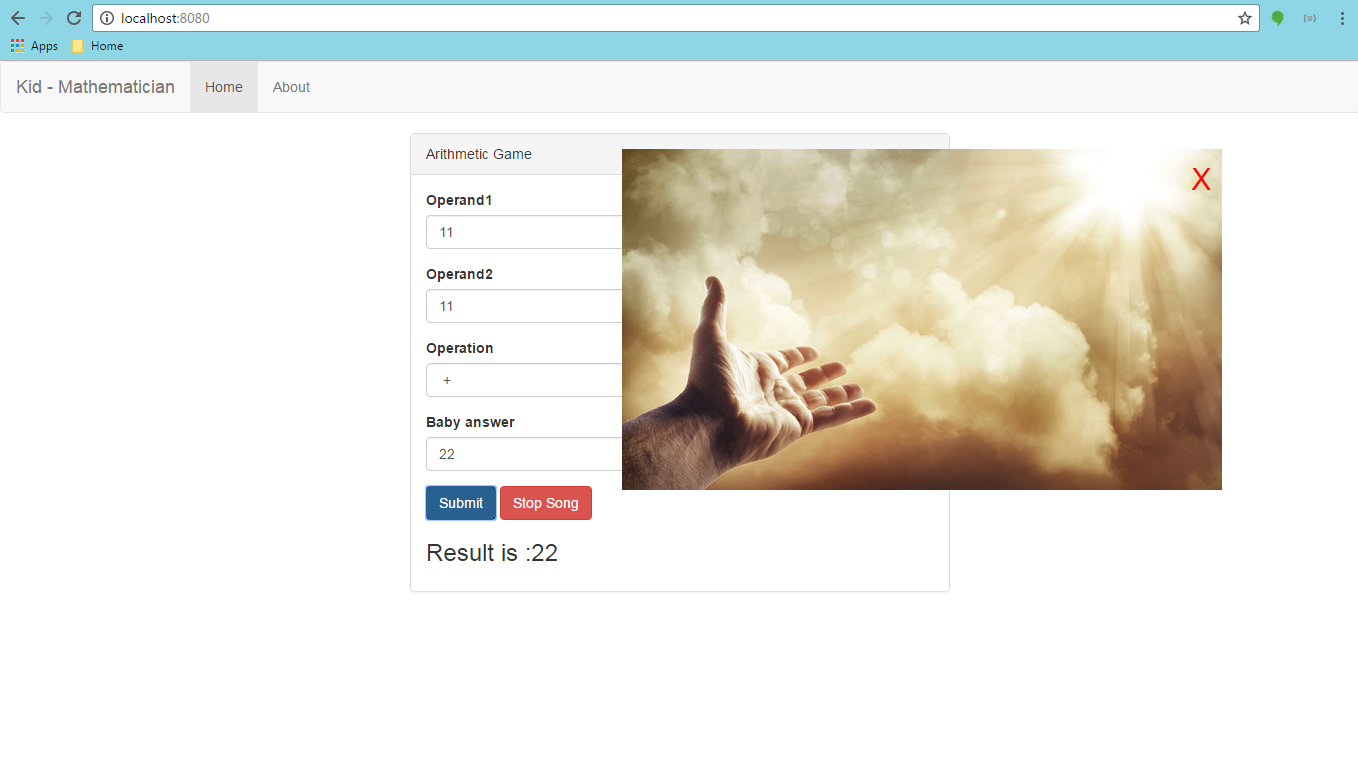 localhost:8080
Apps Home
Kid - Mathematician Home About
Arithmetic Game
X
Operand1
11
Operand2
11
Operation
+
Baby answer
22
Submit Stop Song
Result is :22